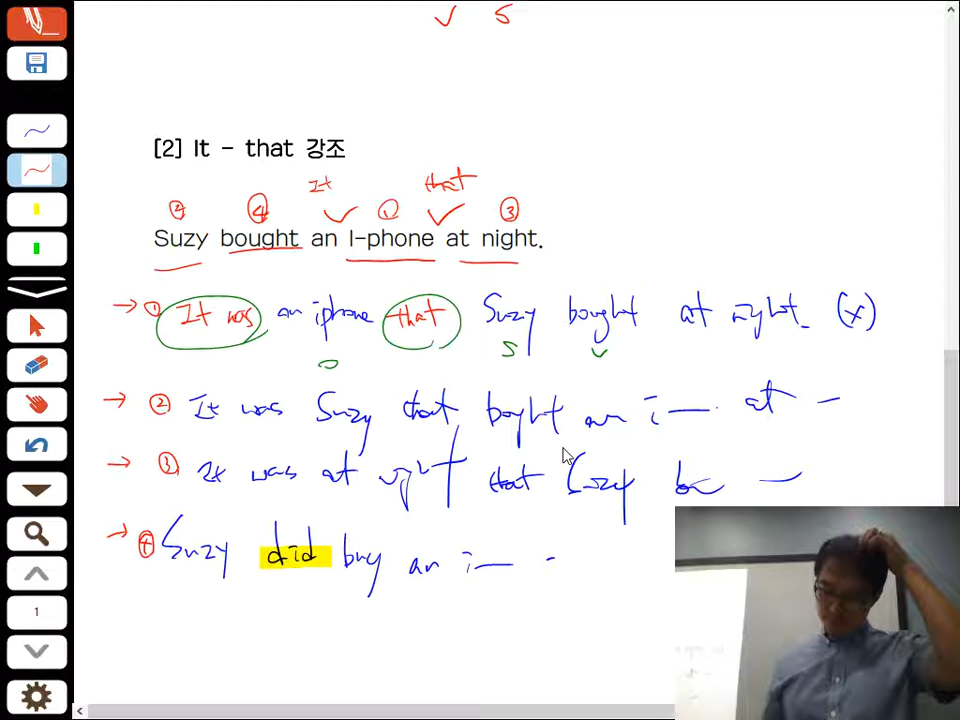 ✓ S
[2] It - that 강조
It that
② ④ ✓ ① ✓ ③
Suzy bought an I-phone at night.
→ ① It was an iphone that Suzy bought at night. (x)
O S V
→ ② It was Suzy that boght an i— at —
→ ③ It was at night that Suzy bo —
→ ④ Suzy did buy an i— -
1